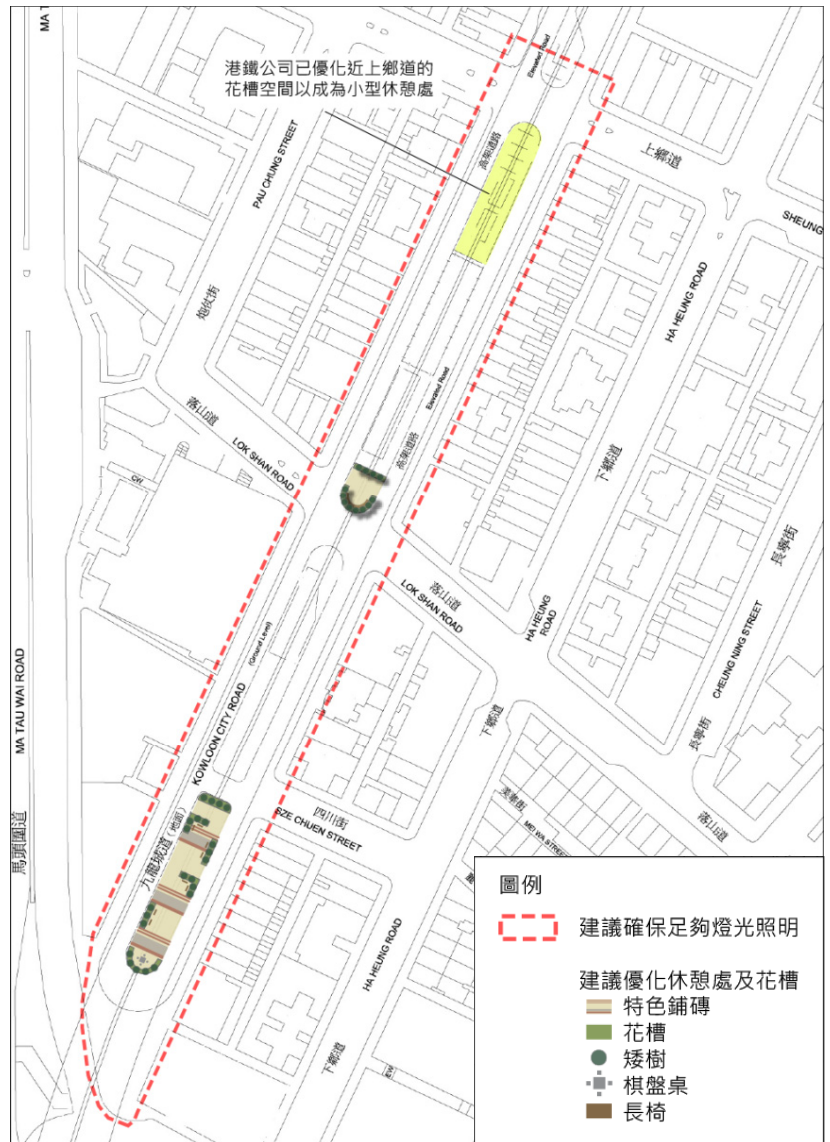 MA T
港鐵公司已優化近上鄉道的
花槽空間以成為小型休憩處
Elevated Road
高架道路
上鄉道
SHEUNG
PAU CHUNG STREET
炮仗街
HA HEUNG ROAD
下鄉道
落山道
LOK SHAN ROAD
Elevated Road
高架道路
長寧街
CHEUNG NING STREET
長寧街
落山道
LOK SHAN ROAD
HA HEUNG
ROAD
落山道
下鄉道
美華街
MEI WA STREET
MA TAU WAI ROAD
馬頭圍道
(Ground Level)
KOWLOON CITY ROAD
九龍城道(地面)
四川街
SZE CHUEN STREET
HA HEUNG ROAD
下鄉道
圖例
建議確保足夠燈光照明
建議優化休憩處及花槽
特色鋪磚
花槽
矮樹
棋盤桌
長椅